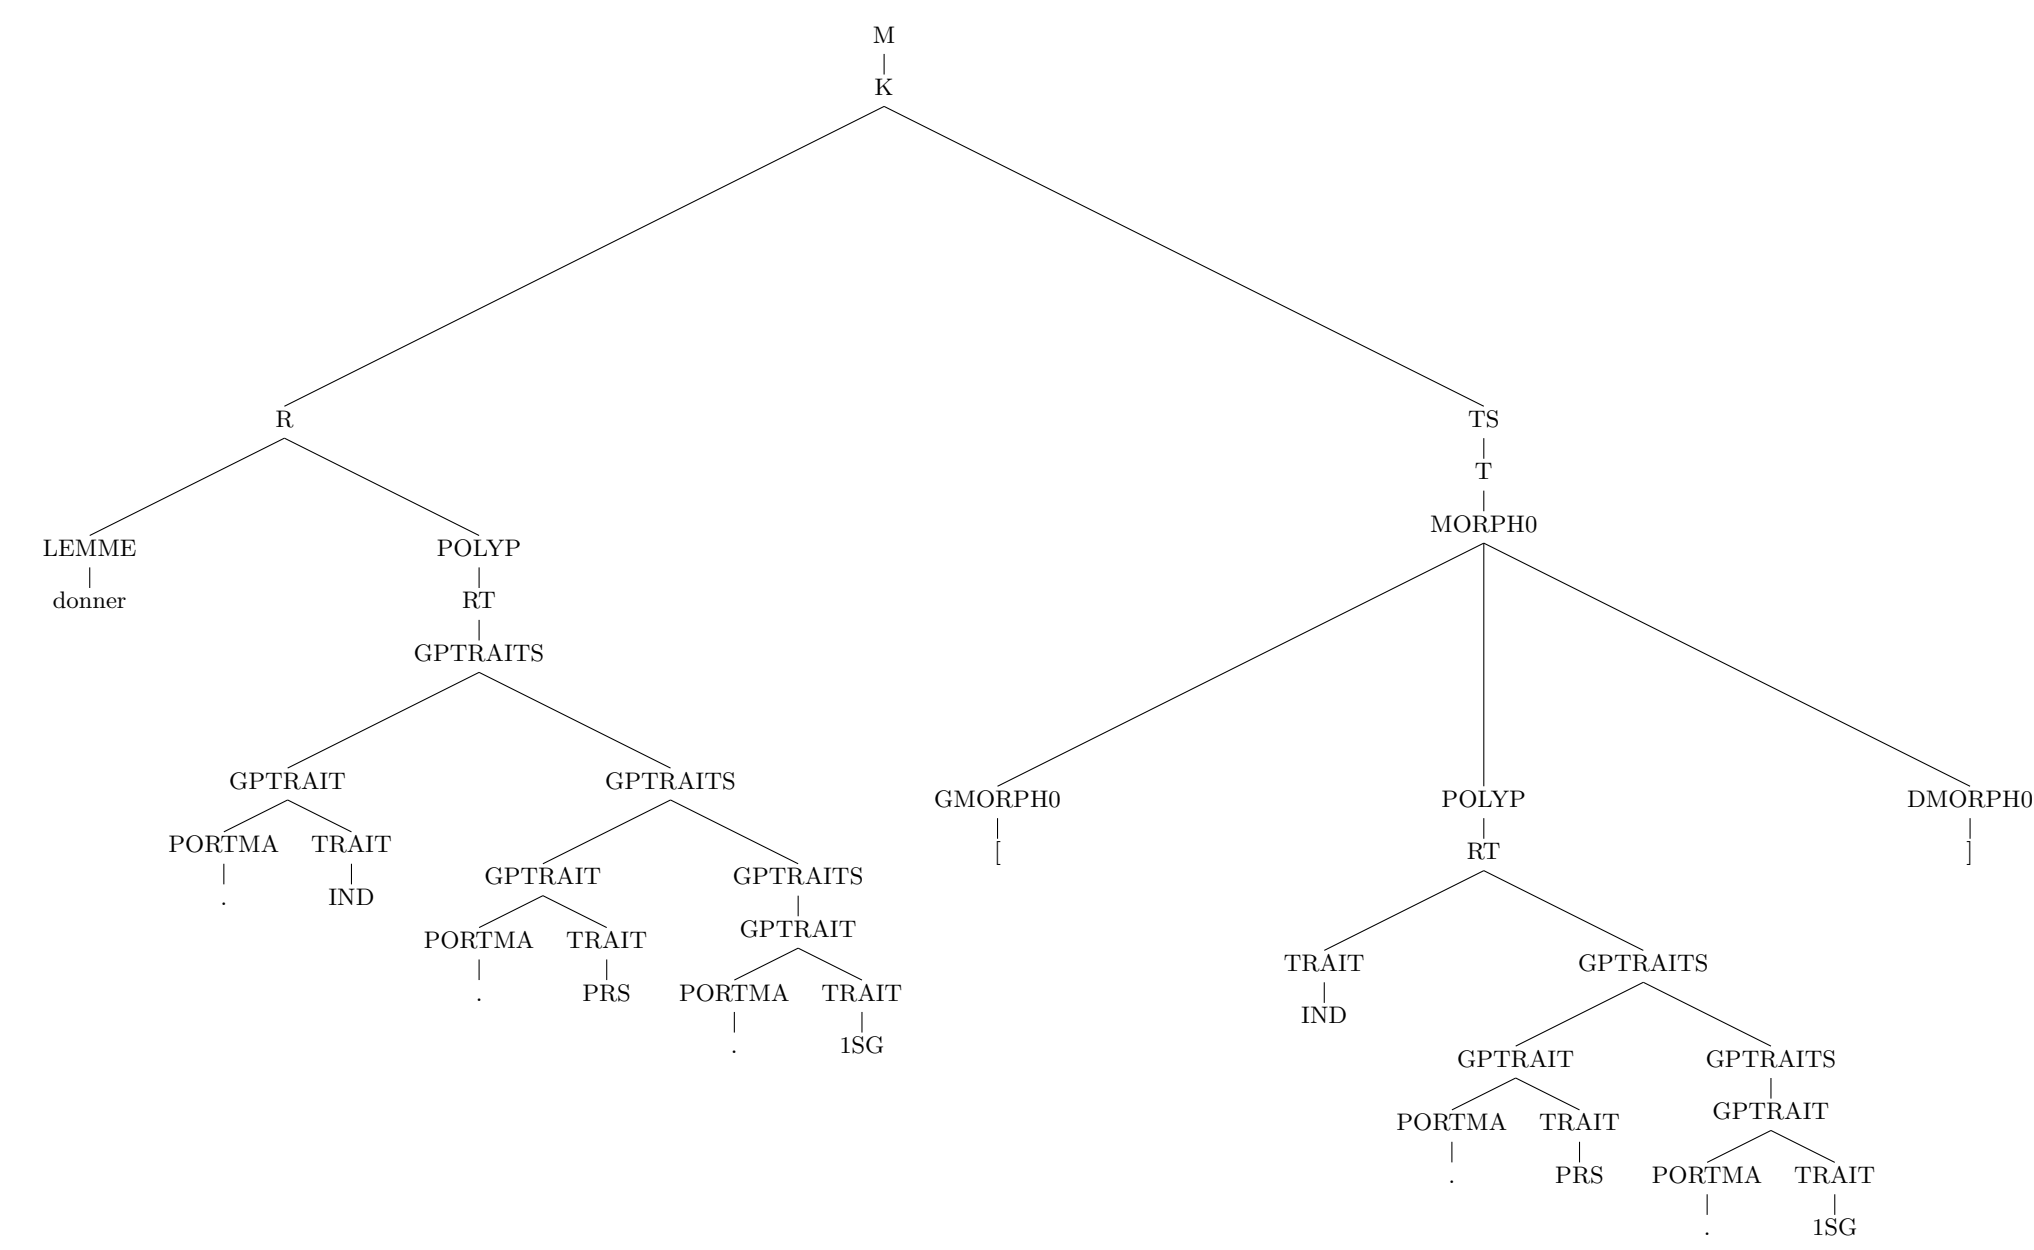 M
K
R TS
T
MORPH0
LEMME POLYP
donner RT
GPTRAITS
GPTRAIT GPTRAITS
GMORPH0 POLYP DMORPH0
PORTMA TRAIT
[ RT ]
GPTRAIT GPTRAITS
. IND
GPTRAIT
PORTMA TRAIT
TRAIT GPTRAITS
. PRS PORTMA TRAIT
IND
. 1SG
GPTRAIT GPTRAITS
GPTRAIT
PORTMA TRAIT
. PRS PORTMA TRAIT
. 1SG